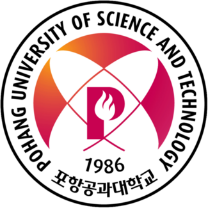 POHANG UNIVERSITY OF SCIENCE AND TECHNOLOGY
P
1986
포항공과대학교